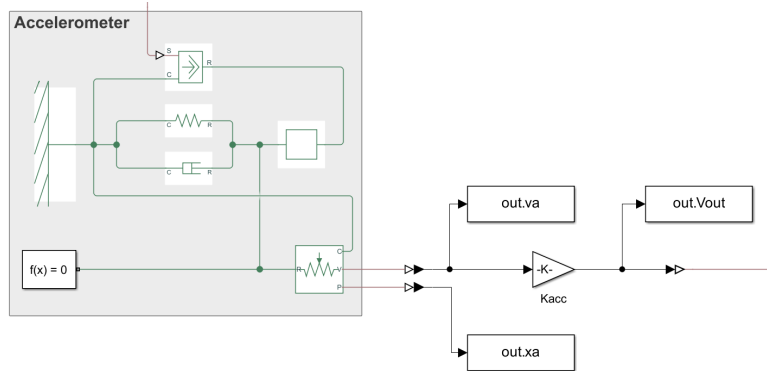 Accelerometer
S
R
C
C
R
C
R
out.va
out.Vout
C
f(x) = 0
R
V
P
-K-
Kacc
out.xa